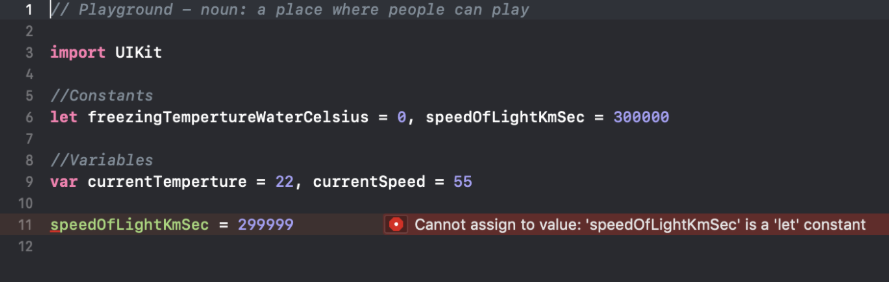 1 // Playground – noun: a place where people can play
2
3 import UIKit
4
5 //Constants
6 let freezingTempertureWaterCelsius = 0, speedOfLightKmSec = 300000
7
8 //Variables
9 var currentTemperture = 22, currentSpeed = 55
10
11 speedOfLightKmSec = 299999 Cannot assign to value: 'speedOfLightKmSec' is a 'let' constant
12